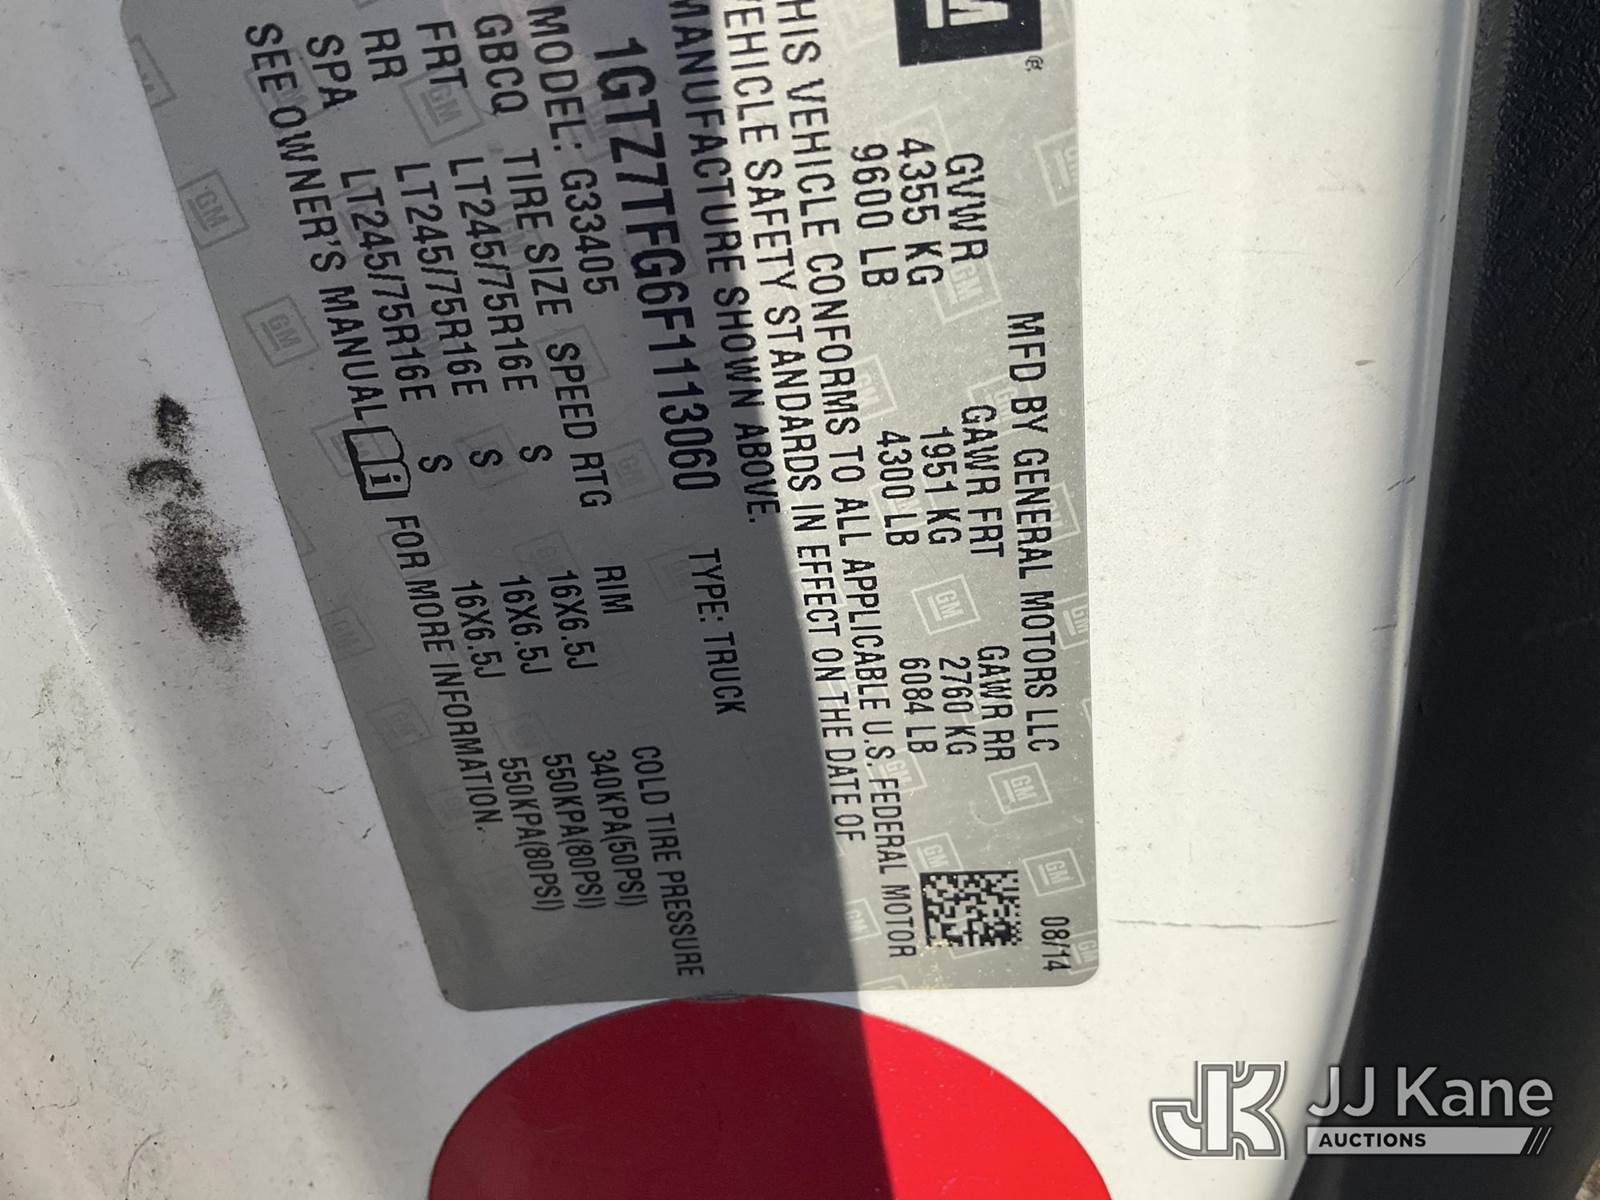 GM®
MFD BY GENERAL MOTORS LLC 08/14
GVWR GAWR FRT GAWR RR
4355 KG 1951 KG 2760 KG
9600 LB 4300 LB 6084 LB
THIS VEHICLE CONFORMS TO ALL APPLICABLE U.S. FEDERAL MOTOR
VEHICLE SAFETY STANDARDS IN EFFECT ON THE DATE OF
MANUFACTURE SHOWN ABOVE.
1GTZ7TFG6F1113060 TYPE: TRUCK
MODEL: G33405
GBCQ TIRE SIZE SPEED RTG RIM COLD TIRE PRESSURE
FRT LT245/75R16E S 16X6.5J 340KPA(50PSI)
RR LT245/75R16E S 16X6.5J 550KPA(80PSI)
SPA LT245/75R16E S 16X6.5J 550KPA(80PSI)
SEE OWNER'S MANUAL FOR MORE INFORMATION.
JJ Kane
AUCTIONS